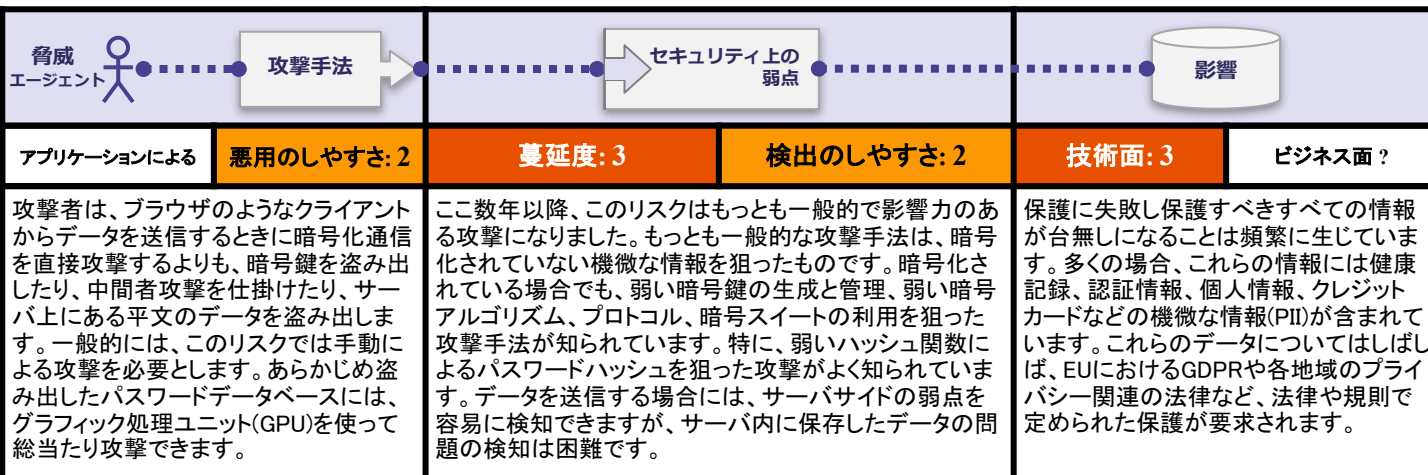 脅威
エージェント
攻撃手法
セキュリティ上の
弱点
影響
アプリケーションによる
悪用のしやすさ: 2
蔓延度: 3
検出のしやすさ: 2
技術面: 3
ビジネス面 ?
攻撃者は、ブラウザのようなクライアント
からデータを送信するときに暗号化通信
を直接攻撃するよりも、暗号鍵を盗み出
したり、中間者攻撃を仕掛けたり、サー
バ上にある平文のデータを盗み出しま
す。一般的には、このリスクでは手動に
よる攻撃を必要とします。あらかじめ盗
み出したパスワードデータベースには、
グラフィック処理ユニット(GPU)を使って
総当たり攻撃できます。
ここ数年以降、このリスクはもっとも一般的で影響力のあ
る攻撃になりました。もっとも一般的な攻撃手法は、暗号
化されていない機微な情報を狙ったものです。暗号化さ
れている場合でも、弱い暗号鍵の生成と管理、弱い暗号
アルゴリズム、プロトコル、暗号スイートの利用を狙った
攻撃手法が知られています。特に、弱いハッシュ関数に
よるパスワードハッシュを狙った攻撃がよく知られていま
す。データを送信する場合には、サーバサイドの弱点を
容易に検知できますが、サーバ内に保存したデータの問
題の検知は困難です。
保護に失敗し保護すべきすべての情報
が台無しになることは頻繁に生じていま
す。多くの場合、これらの情報には健康
記録、認証情報、個人情報、クレジット
カードなどの機微な情報(PII)が含まれて
います。これらのデータについてはしばし
ば、EUにおけるGDPRや各地域のプライ
バシー関連の法律など、法律や規則で
定められた保護が要求されます。